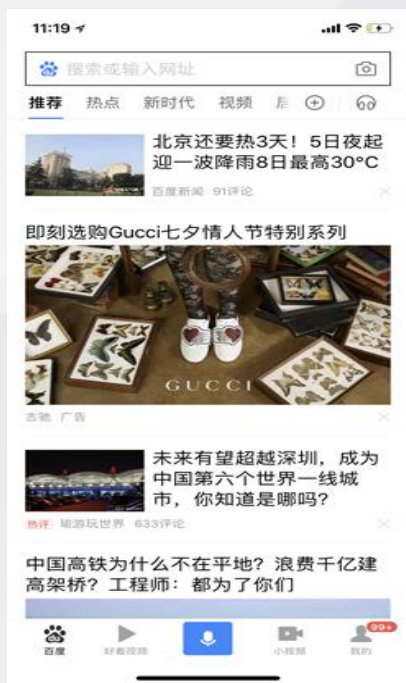 11:19
搜索或输入网址
推荐 热点 新时代 视频
北京还要热3天！5日夜起
迎一波降雨8日最高30°C
百度新闻 91评论
即刻选购Gucci七夕情人节特别系列
GUCCI
古驰 广告
未来有望超越深圳，成为
中国第六个世界一线城
市，你知道是哪吗？
热评 瑜游玩世界 633评论
中国高铁为什么不在平地？浪费千亿建
高架桥？工程师：都为了你们
99+
百度 好看视频 小视频 我的